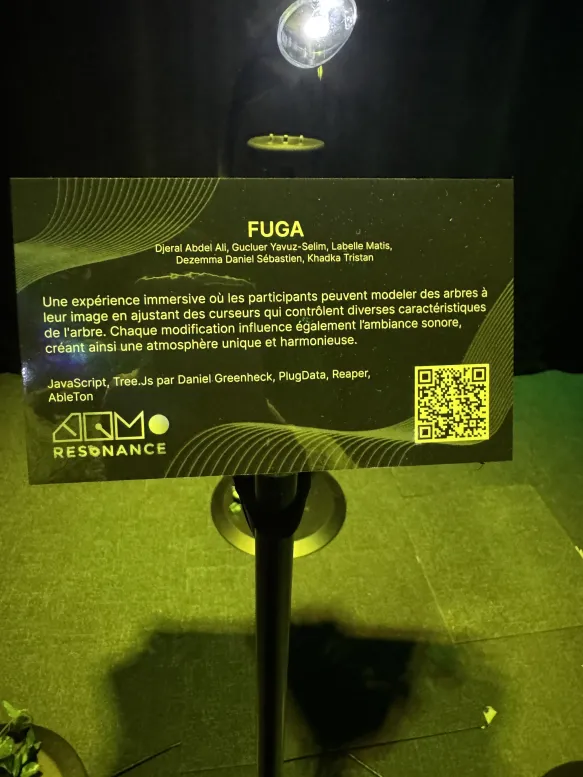 FUGA
Djeral Abdel Ali, Gucluer Yavuz-Selim, Labelle Matis,
Dezemma Daniel Sébastien, Khadka Tristan
Une expérience immersive où les participants peuvent modeler des arbres à
leur image en ajustant des curseurs qui contrôlent diverses caractéristiques
de l'arbre. Chaque modification influence également l'ambiance sonore,
créant ainsi une atmosphère unique et harmonieuse.
JavaScript, Tree.Js par Daniel Greenheck, PlugData, Reaper,
AbleTon
RESONANCE